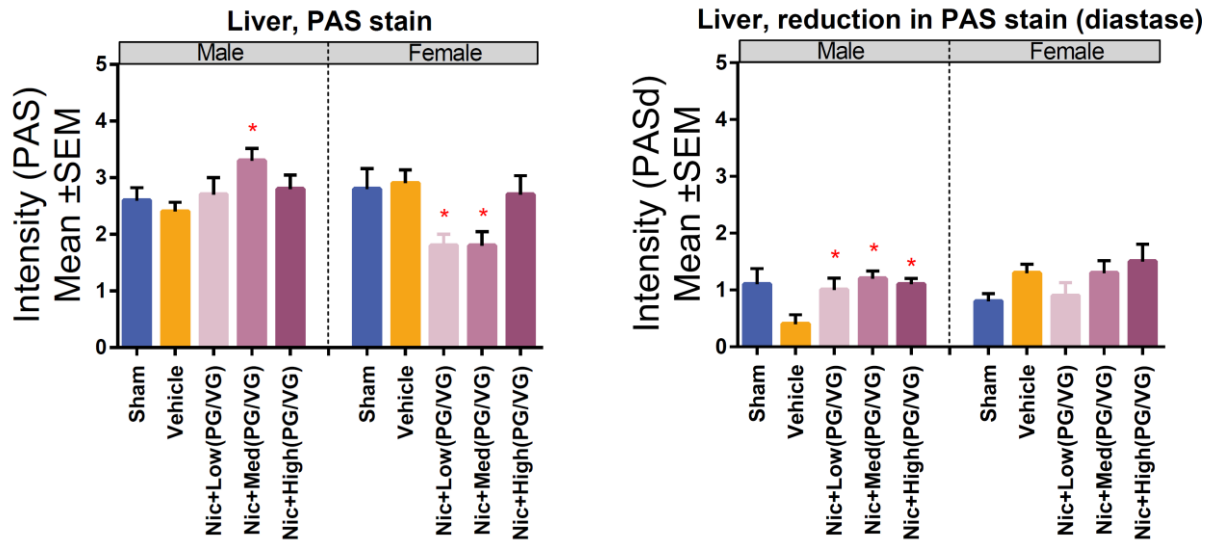 Liver, PAS stain
Male Female
Intensity (PAS)
Mean ±SEM
5
4
3
2
1
0
*
* *
Sham
Vehicle
Nic+Low(PG/VG)
Nic+Med(PG/VG)
Nic+High(PG/VG)
Sham
Vehicle
Nic+Low(PG/VG)
Nic+Med(PG/VG)
Nic+High(PG/VG)
Liver, reduction in PAS stain (diastase)
Male Female
Intensity (PASd)
Mean ±SEM
5
4
3
2
1
0
* * *
Sham
Vehicle
Nic+Low(PG/VG)
Nic+Med(PG/VG)
Nic+High(PG/VG)
Sham
Vehicle
Nic+Low(PG/VG)
Nic+Med(PG/VG)
Nic+High(PG/VG)